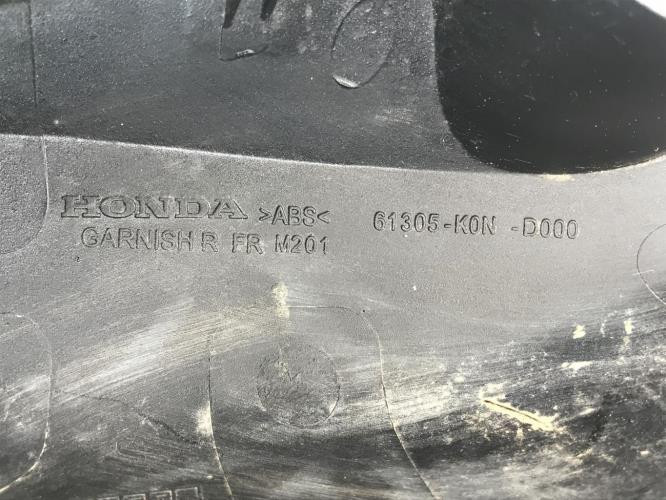 HONDA >ABS< 61305-K0N -D000
GARNISH R FR M201